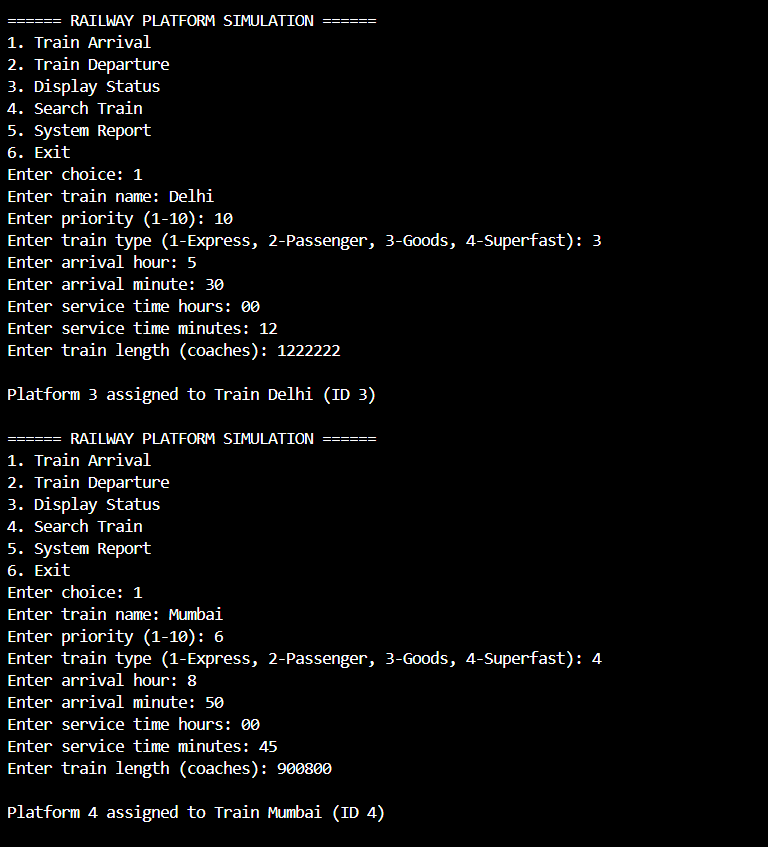 ====== RAILWAY PLATFORM SIMULATION ======
1. Train Arrival
2. Train Departure
3. Display Status
4. Search Train
5. System Report
6. Exit
Enter choice: 1
Enter train name: Delhi
Enter priority (1-10): 10
Enter train type (1-Express, 2-Passenger, 3-Goods, 4-Superfast): 3
Enter arrival hour: 5
Enter arrival minute: 30
Enter service time hours: 00
Enter service time minutes: 12
Enter train length (coaches): 1222222
Platform 3 assigned to Train Delhi (ID 3)
====== RAILWAY PLATFORM SIMULATION ======
1. Train Arrival
2. Train Departure
3. Display Status
4. Search Train
5. System Report
6. Exit
Enter choice: 1
Enter train name: Mumbai
Enter priority (1-10): 6
Enter train type (1-Express, 2-Passenger, 3-Goods, 4-Superfast): 4
Enter arrival hour: 8
Enter arrival minute: 50
Enter service time hours: 00
Enter service time minutes: 45
Enter train length (coaches): 900800
Platform 4 assigned to Train Mumbai (ID 4)